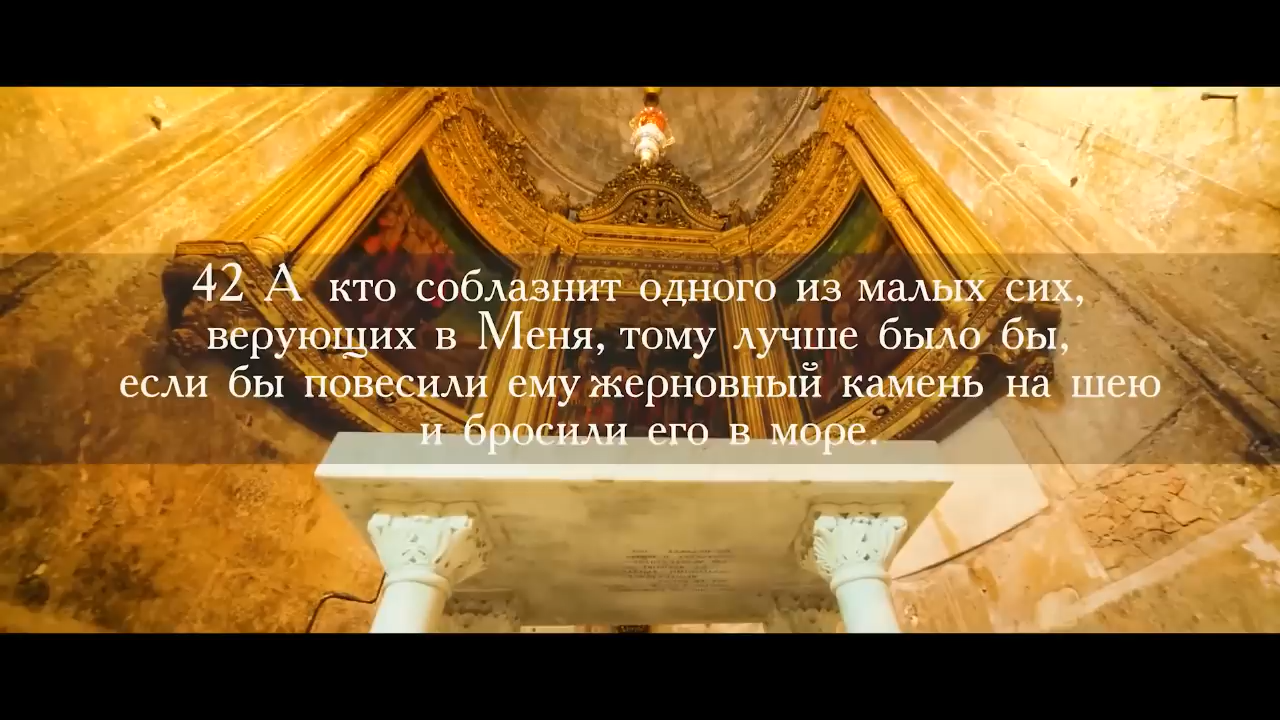 42 А кто соблазнит одного из малых сих,
верующих в Меня, тому лучше было бы,
если бы повесили ему жерновный камень на шею
и бросили его в море.